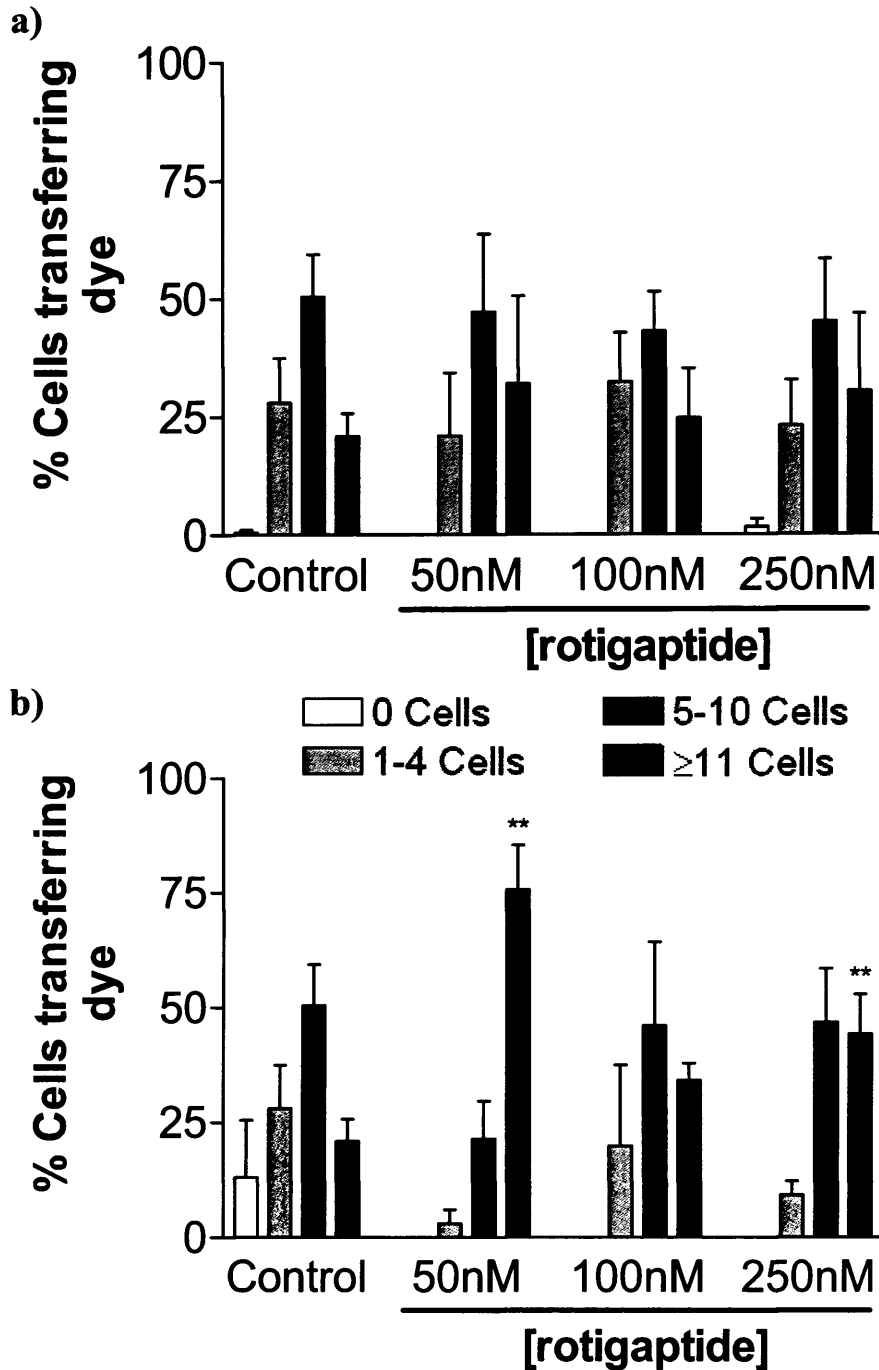 a)
% Cells transferring
dye
100
75
50
25
0
Control 50nM 100nM 250nM
[rotigaptide]
b)
0 Cells 5-10 Cells
1-4 Cells ≥11 Cells
% Cells transferring
dye
100
75
50
25
0
**
**
Control 50nM 100nM 250nM
[rotigaptide]